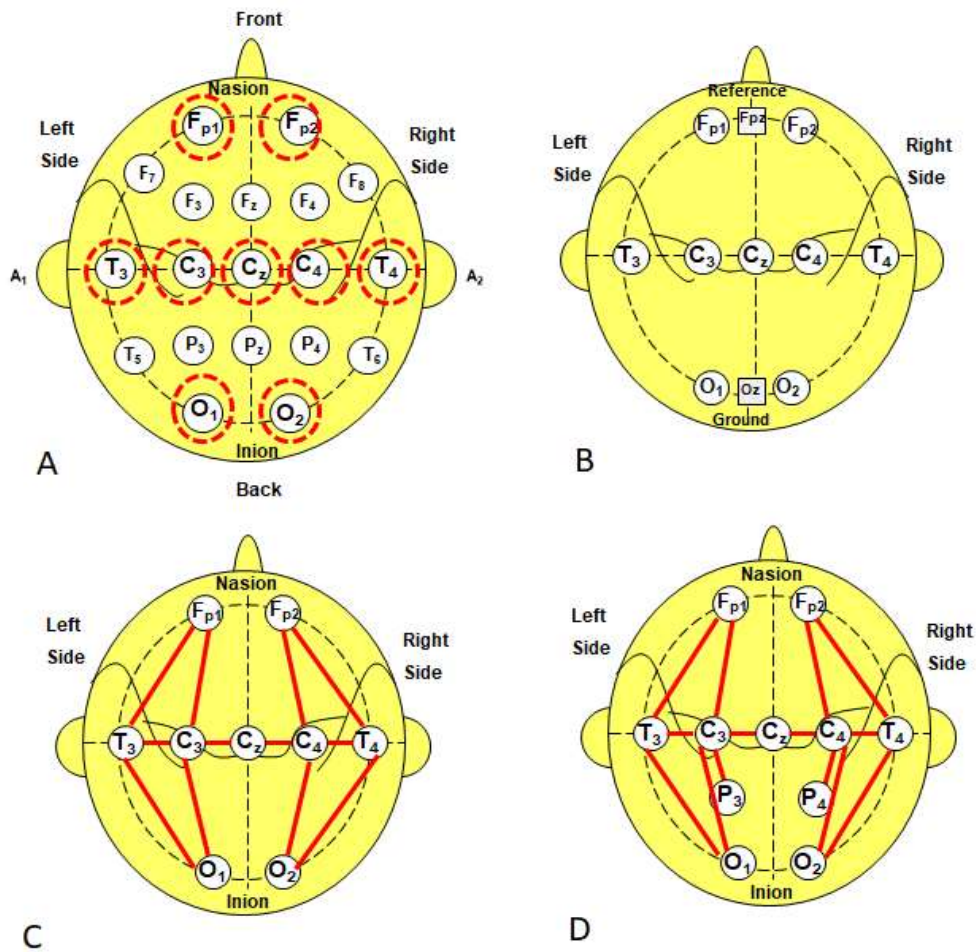 Front
Nasion
Left
Side
Right
Side
Fp1
Fp2
F7
F3
Fz
F4
F8
A1
T3
C3
Cz
C4
T4
A2
T5
P3
Pz
P4
T6
O1
O2
Inion
Back
A
Reference
Left
Side
Right
Side
Fp1
Fpz
Fp2
T3
C3
Cz
C4
T4
O1
Oz
O2
Ground
B
Nasion
Left
Side
Right
Side
Fp1
Fp2
T3
C3
Cz
C4
T4
O1
O2
Inion
C
Nasion
Left
Side
Right
Side
Fp1
Fp2
T3
C3
Cz
C4
T4
P3
P4
O1
O2
Inion
D